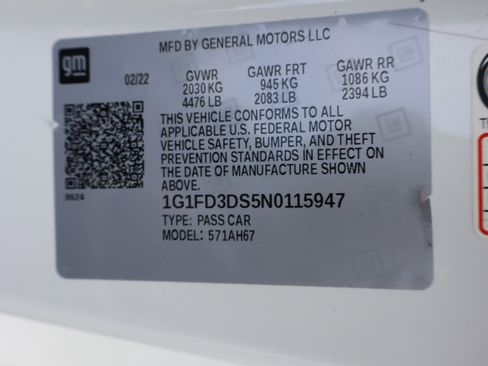 MFD BY GENERAL MOTORS LLC
gm
02/22 GVWR GAWR FRT GAWR RR
2030 KG 945 KG 1086 KG
4476 LB 2083 LB 2394 LB
THIS VEHICLE CONFORMS TO ALL
APPLICABLE U.S. FEDERAL MOTOR
VEHICLE SAFETY, BUMPER, AND THEFT
PREVENTION STANDARDS IN EFFECT ON
THE DATE OF MANUFACTURE SHOWN
ABOVE.
8624
1G1FD3DS5N0115947
TYPE: PASS CAR
MODEL: 571AH67